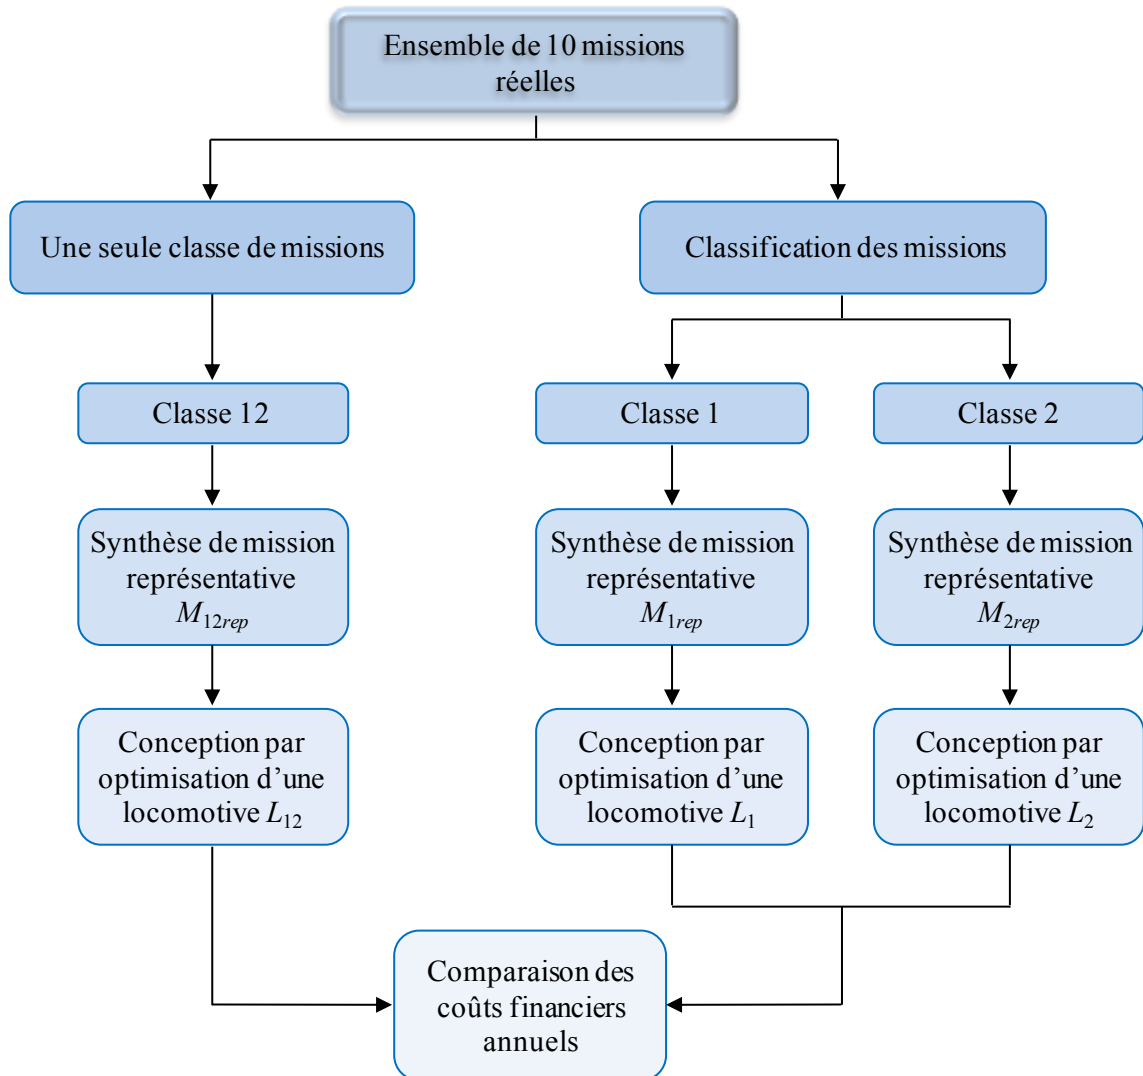 Ensemble de 10 missions
réelles
Une seule classe de missions
Classification des missions
Classe 12
Classe 1
Classe 2
Synthèse de mission
représentative
M12rep
Synthèse de mission
représentative
M1rep
Synthèse de mission
représentative
M2rep
Conception par
optimisation d’une
locomotive L12
Conception par
optimisation d’une
locomotive L1
Conception par
optimisation d’une
locomotive L2
Comparaison des
coûts financiers
annuels